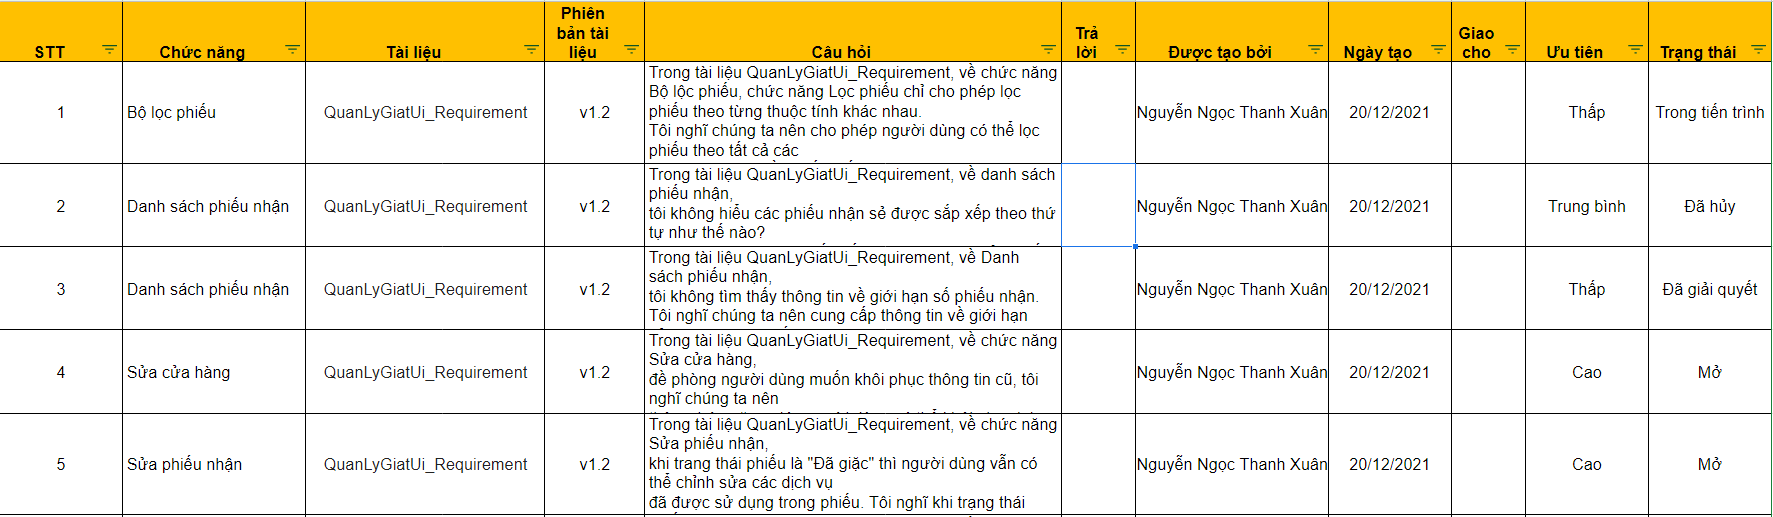 STT
Chức năng
Tài liệu
Phiên bản tài liệu
Câu hỏi
Trả lời
Được tạo bởi
Ngày tạo
Giao cho
Ưu tiên
Trạng thái
1
Bộ lọc phiếu
QuanLyGiatUi_Requirement
v1.2
Trong tài liệu QuanLyGiatUi_Requirement, về chức năng
Bộ lộc phiếu, chức năng Lọc phiếu chỉ cho phép lọc
phiếu theo từng thuộc tính khác nhau.
Tôi nghĩ chúng ta nên cho phép người dùng có thể lọc
phiếu theo tất cả các
Nguyễn Ngọc Thanh Xuân
20/12/2021
Thấp
Trong tiến trình
2
Danh sách phiếu nhận
QuanLyGiatUi_Requirement
v1.2
Trong tài liệu QuanLyGiatUi_Requirement, về danh sách
phiếu nhận,
tôi không hiểu các phiếu nhận sẻ được sắp xếp theo thứ
tự như thế nào?
Nguyễn Ngọc Thanh Xuân
20/12/2021
Trung bình
Đã hủy
3
Danh sách phiếu nhận
QuanLyGiatUi_Requirement
v1.2
Trong tài liệu QuanLyGiatUi_Requirement, về Danh
sách phiếu nhận,
tôi không tìm thấy thông tin về giới hạn số phiếu nhận.
Tôi nghĩ chúng ta nên cung cấp thông tin về giới hạn
Nguyễn Ngọc Thanh Xuân
20/12/2021
Thấp
Đã giải quyết
4
Sửa cửa hàng
QuanLyGiatUi_Requirement
v1.2
Trong tài liệu QuanLyGiatUi_Requirement, về chức năng
Sửa cửa hàng,
đề phòng người dùng muốn khôi phục thông tin cũ, tôi
nghĩ chúng ta nên
Nguyễn Ngọc Thanh Xuân
20/12/2021
Cao
Mở
5
Sửa phiếu nhận
QuanLyGiatUi_Requirement
v1.2
Trong tài liệu QuanLyGiatUi_Requirement, về chức năng
Sửa phiếu nhận,
khi trang thái phiếu là "Đã giặc" thì người dùng vẫn có
thể chỉnh sửa các dịch vụ
đã được sử dụng trong phiếu. Tôi nghĩ khi trạng thái
Nguyễn Ngọc Thanh Xuân
20/12/2021
Cao
Mở